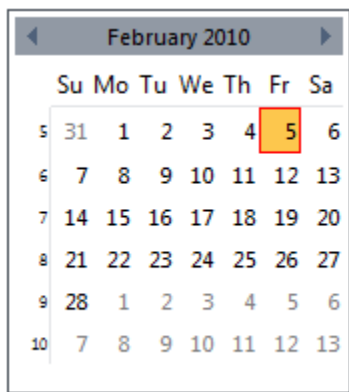 February 2010
Su Mo Tu We Th Fr Sa
5 31 1 2 3 4 5 6
6 7 8 9 10 11 12 13
7 14 15 16 17 18 19 20
8 21 22 23 24 25 26 27
9 28 1 2 3 4 5 6
10 7 8 9 10 11 12 13